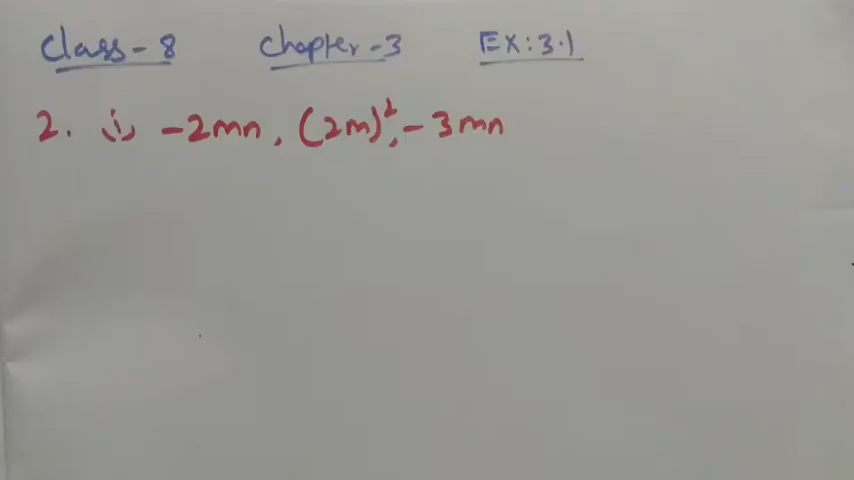 Class-8 Chapter-3 EX:3.1
2. (i) -2mn, (2m)², -3mn